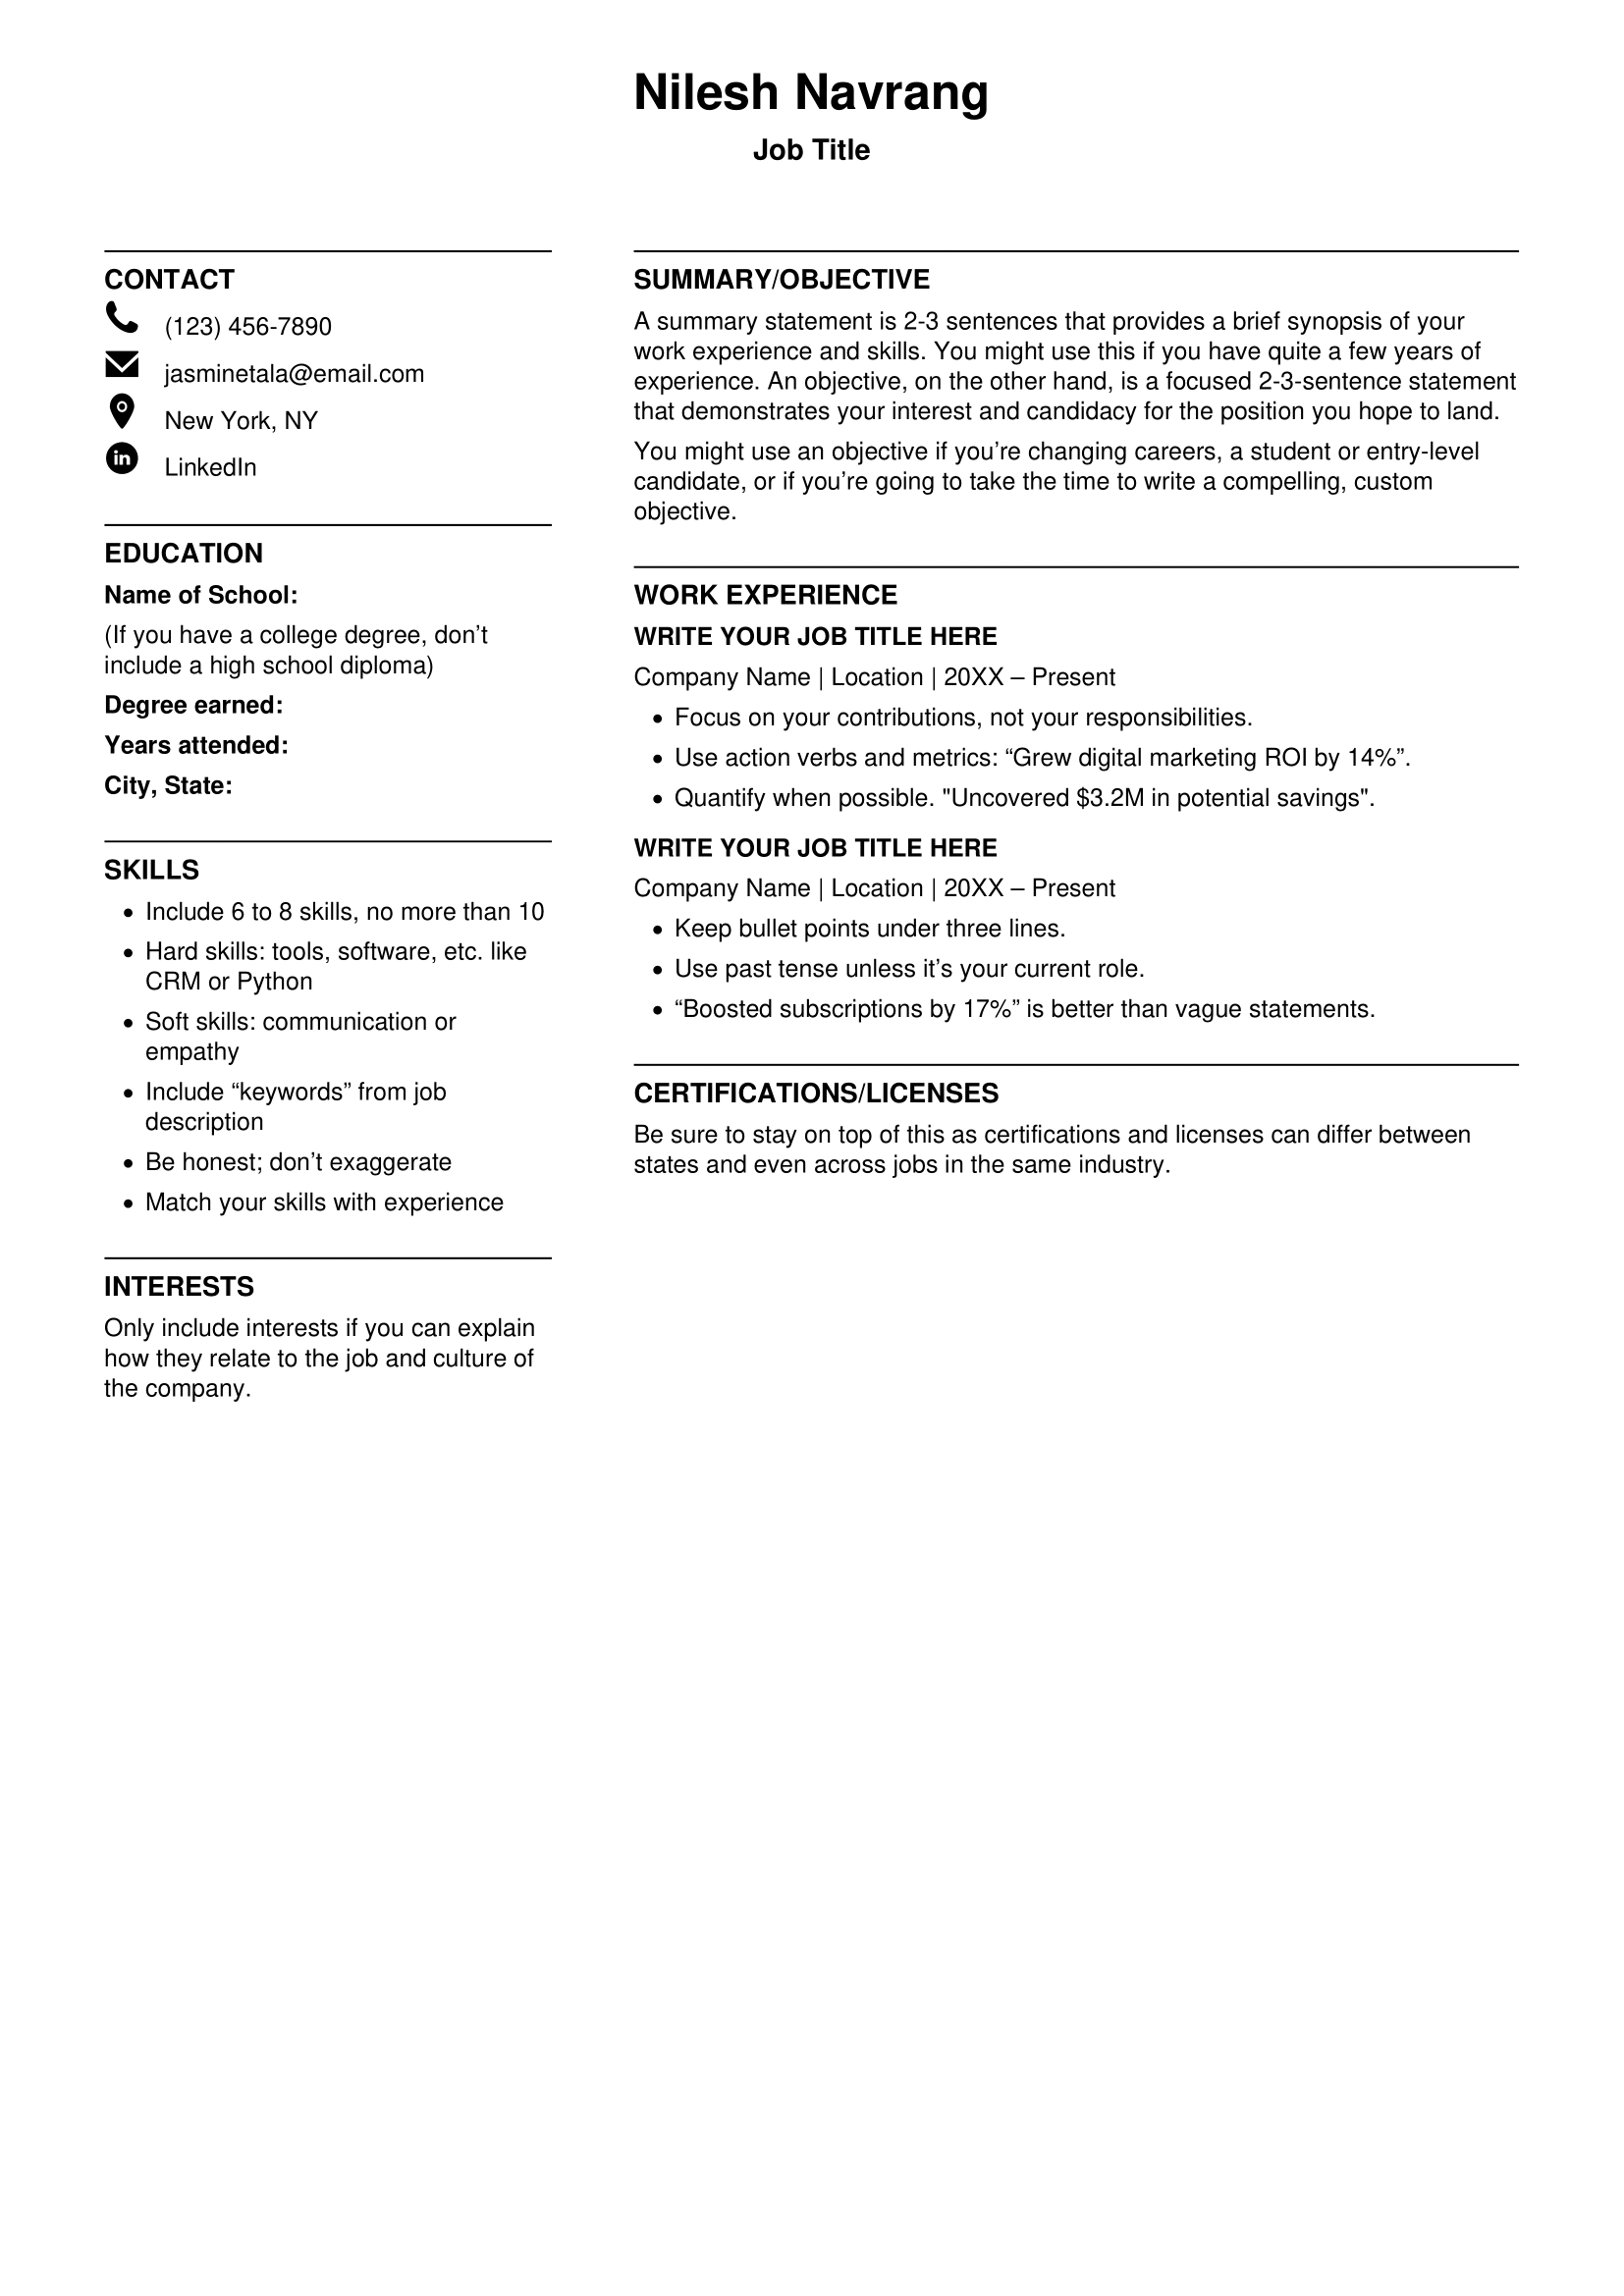 Nilesh Navrang
Job Title
CONTACT
(123) 456-7890
jasminetala@email.com
New York, NY
in
LinkedIn
EDUCATION
Name of School:
(If you have a college degree, don’t
include a high school diploma)
Degree earned:
Years attended:
City, State:
SKILLS
• Include 6 to 8 skills, no more than 10
• Hard skills: tools, software, etc. like
CRM or Python
• Soft skills: communication or
empathy
• Include “keywords” from job
description
• Be honest; don’t exaggerate
• Match your skills with experience
INTERESTS
Only include interests if you can explain
how they relate to the job and culture of
the company.
SUMMARY/OBJECTIVE
A summary statement is 2-3 sentences that provides a brief synopsis of your
work experience and skills. You might use this if you have quite a few years of
experience. An objective, on the other hand, is a focused 2-3-sentence statement
that demonstrates your interest and candidacy for the position you hope to land.
You might use an objective if you’re changing careers, a student or entry-level
candidate, or if you’re going to take the time to write a compelling, custom
objective.
WORK EXPERIENCE
WRITE YOUR JOB TITLE HERE
Company Name | Location | 20XX – Present
• Focus on your contributions, not your responsibilities.
• Use action verbs and metrics: “Grew digital marketing ROI by 14%”.
• Quantify when possible. "Uncovered $3.2M in potential savings".
WRITE YOUR JOB TITLE HERE
Company Name | Location | 20XX – Present
• Keep bullet points under three lines.
• Use past tense unless it’s your current role.
• “Boosted subscriptions by 17%” is better than vague statements.
CERTIFICATIONS/LICENSES
Be sure to stay on top of this as certifications and licenses can differ between
states and even across jobs in the same industry.